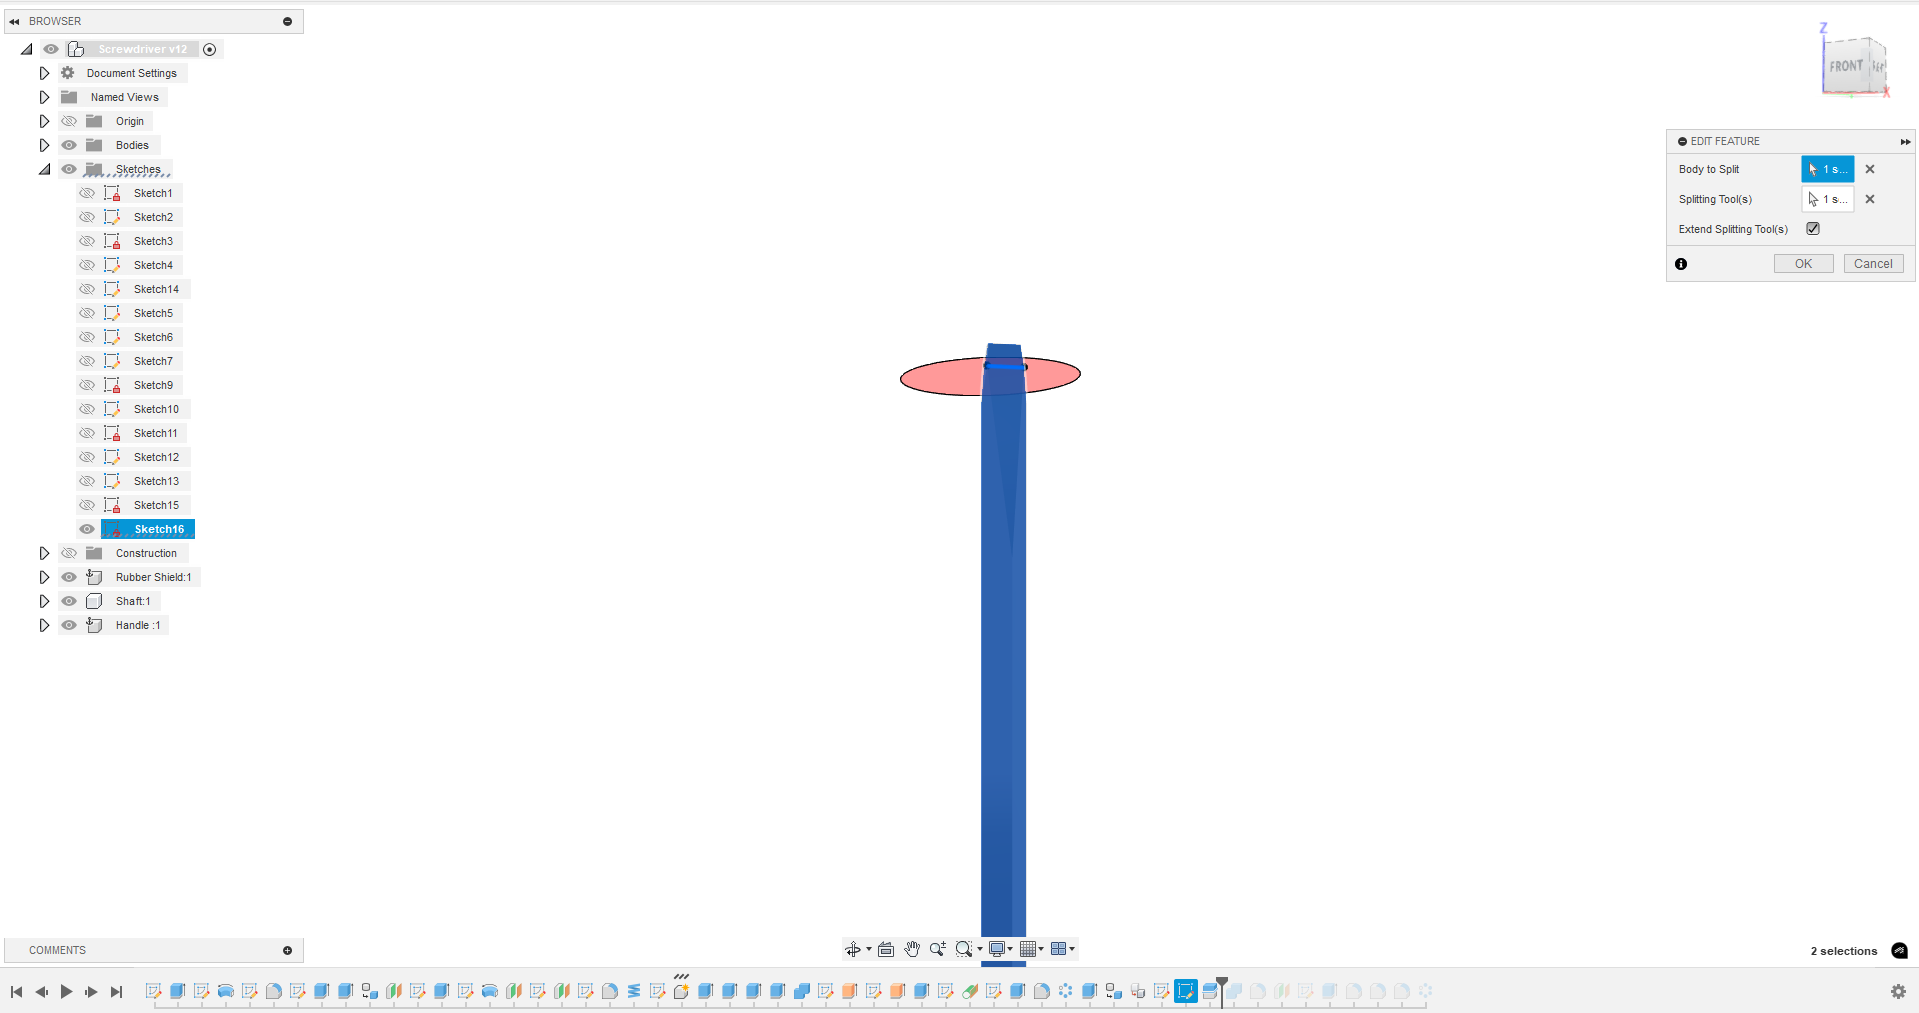 BROWSER
Screwdriver v12
Document Settings
Named Views
Origin
Bodies
Sketches
Sketch1
Sketch2
Sketch3
Sketch4
Sketch14
Sketch5
Sketch6
Sketch7
Sketch9
Sketch10
Sketch11
Sketch12
Sketch13
Sketch15
Sketch16
Construction
Rubber Shield:1
Shaft:1
Handle :1
Z
FRONT
X
EDIT FEATURE
Body to Split 1 s...
Splitting Tool(s) 1 s...
Extend Splitting Tool(s)
OK Cancel
COMMENTS
2 selections